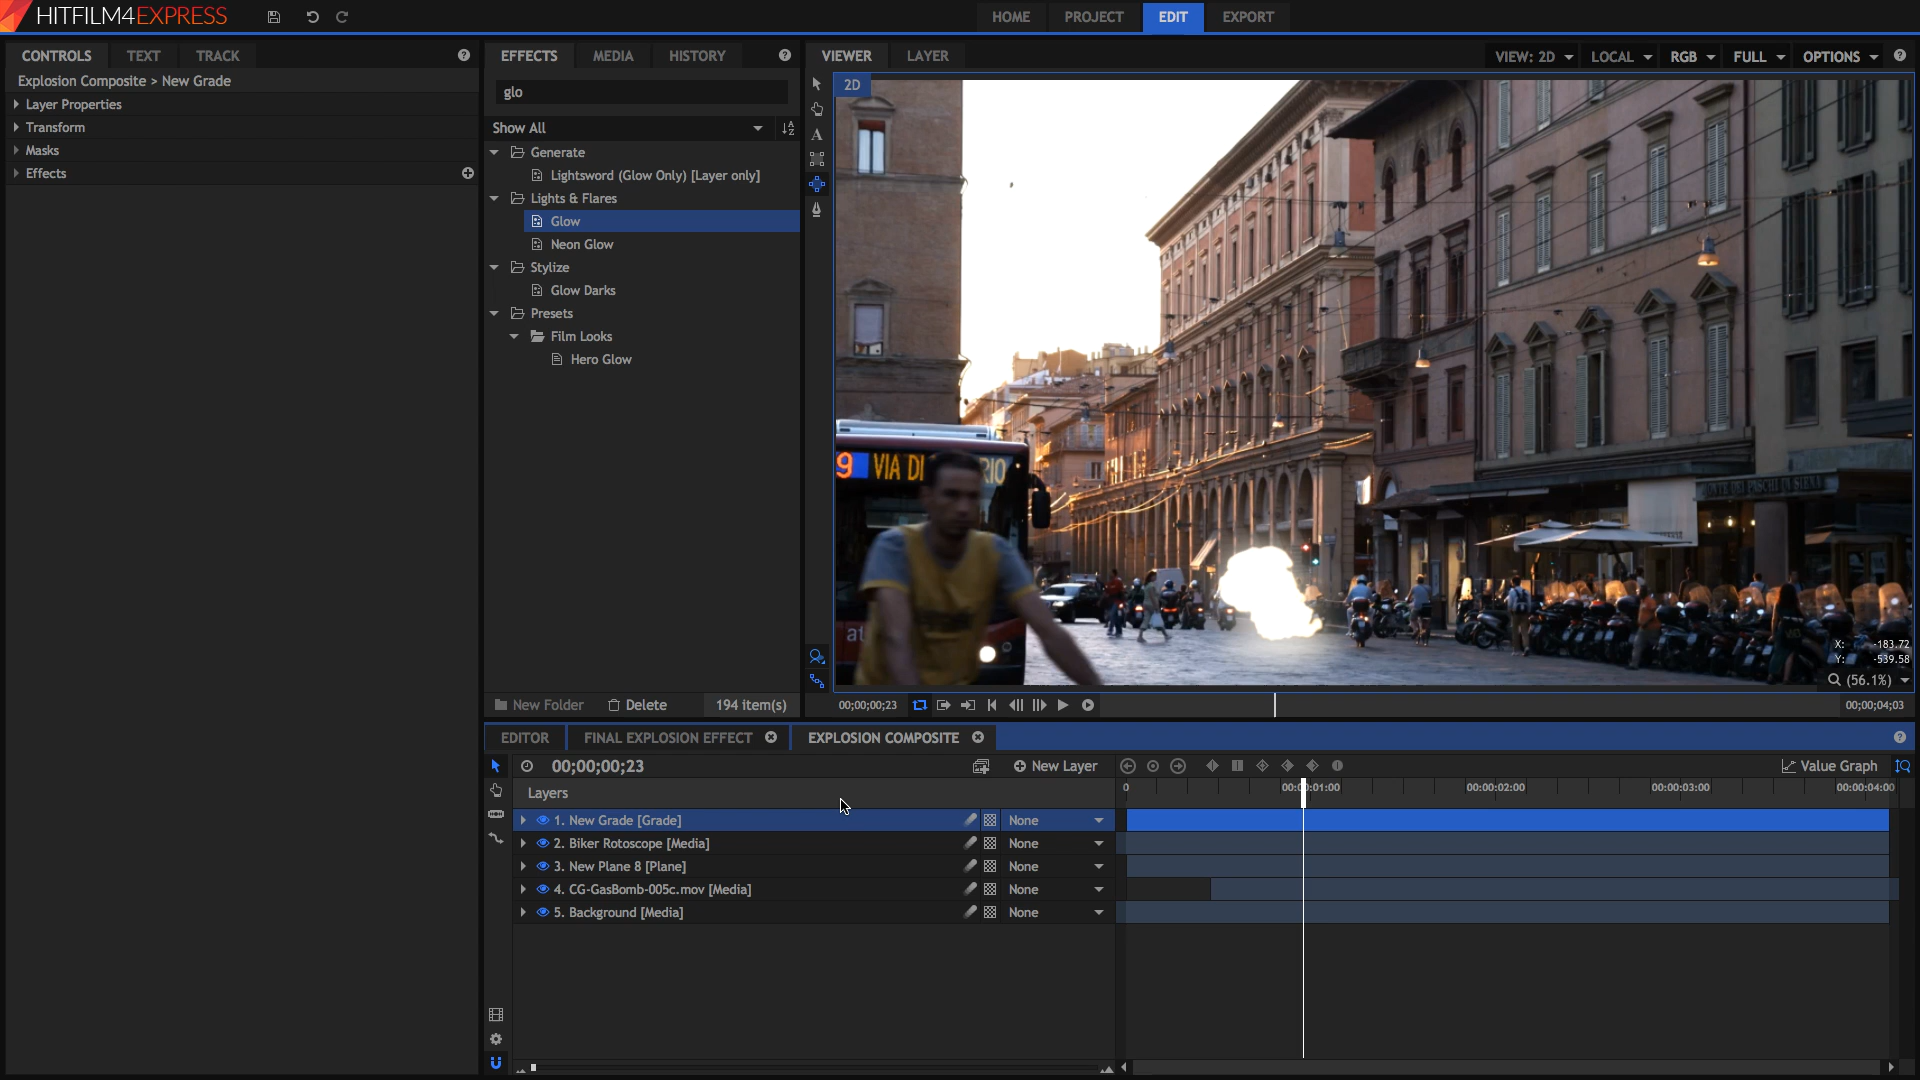 HITFILM4EXPRESS
HOME PROJECT EDIT EXPORT
CONTROLS TEXT TRACK
Explosion Composite > New Grade
Layer Properties
Transform
Masks
Effects
EFFECTS MEDIA HISTORY
glo
Show All
Generate
Lightsword (Glow Only) [Layer only]
Lights & Flares
Glow
Neon Glow
Stylize
Glow Darks
Presets
Film Looks
Hero Glow
New Folder Delete 194 item(s)
VIEWER LAYER
VIEW: 2D LOCAL RGB FULL OPTIONS
2D
9 VIA DI RIO
at
X: -183.72
Y: -539.58
(56.1%)
00;00;00;23
00;00;04;03
EDITOR FINAL EXPLOSION EFFECT EXPLOSION COMPOSITE
00;00;00;23
New Layer
Value Graph
Layers
0 00:00:01:00 00:00:02:00 00:00:03:00 00:00:04:00
1. New Grade [Grade] None
2. Biker Rotoscope [Media] None
3. New Plane 8 [Plane] None
4. CG-GasBomb-005c.mov [Media] None
5. Background [Media] None